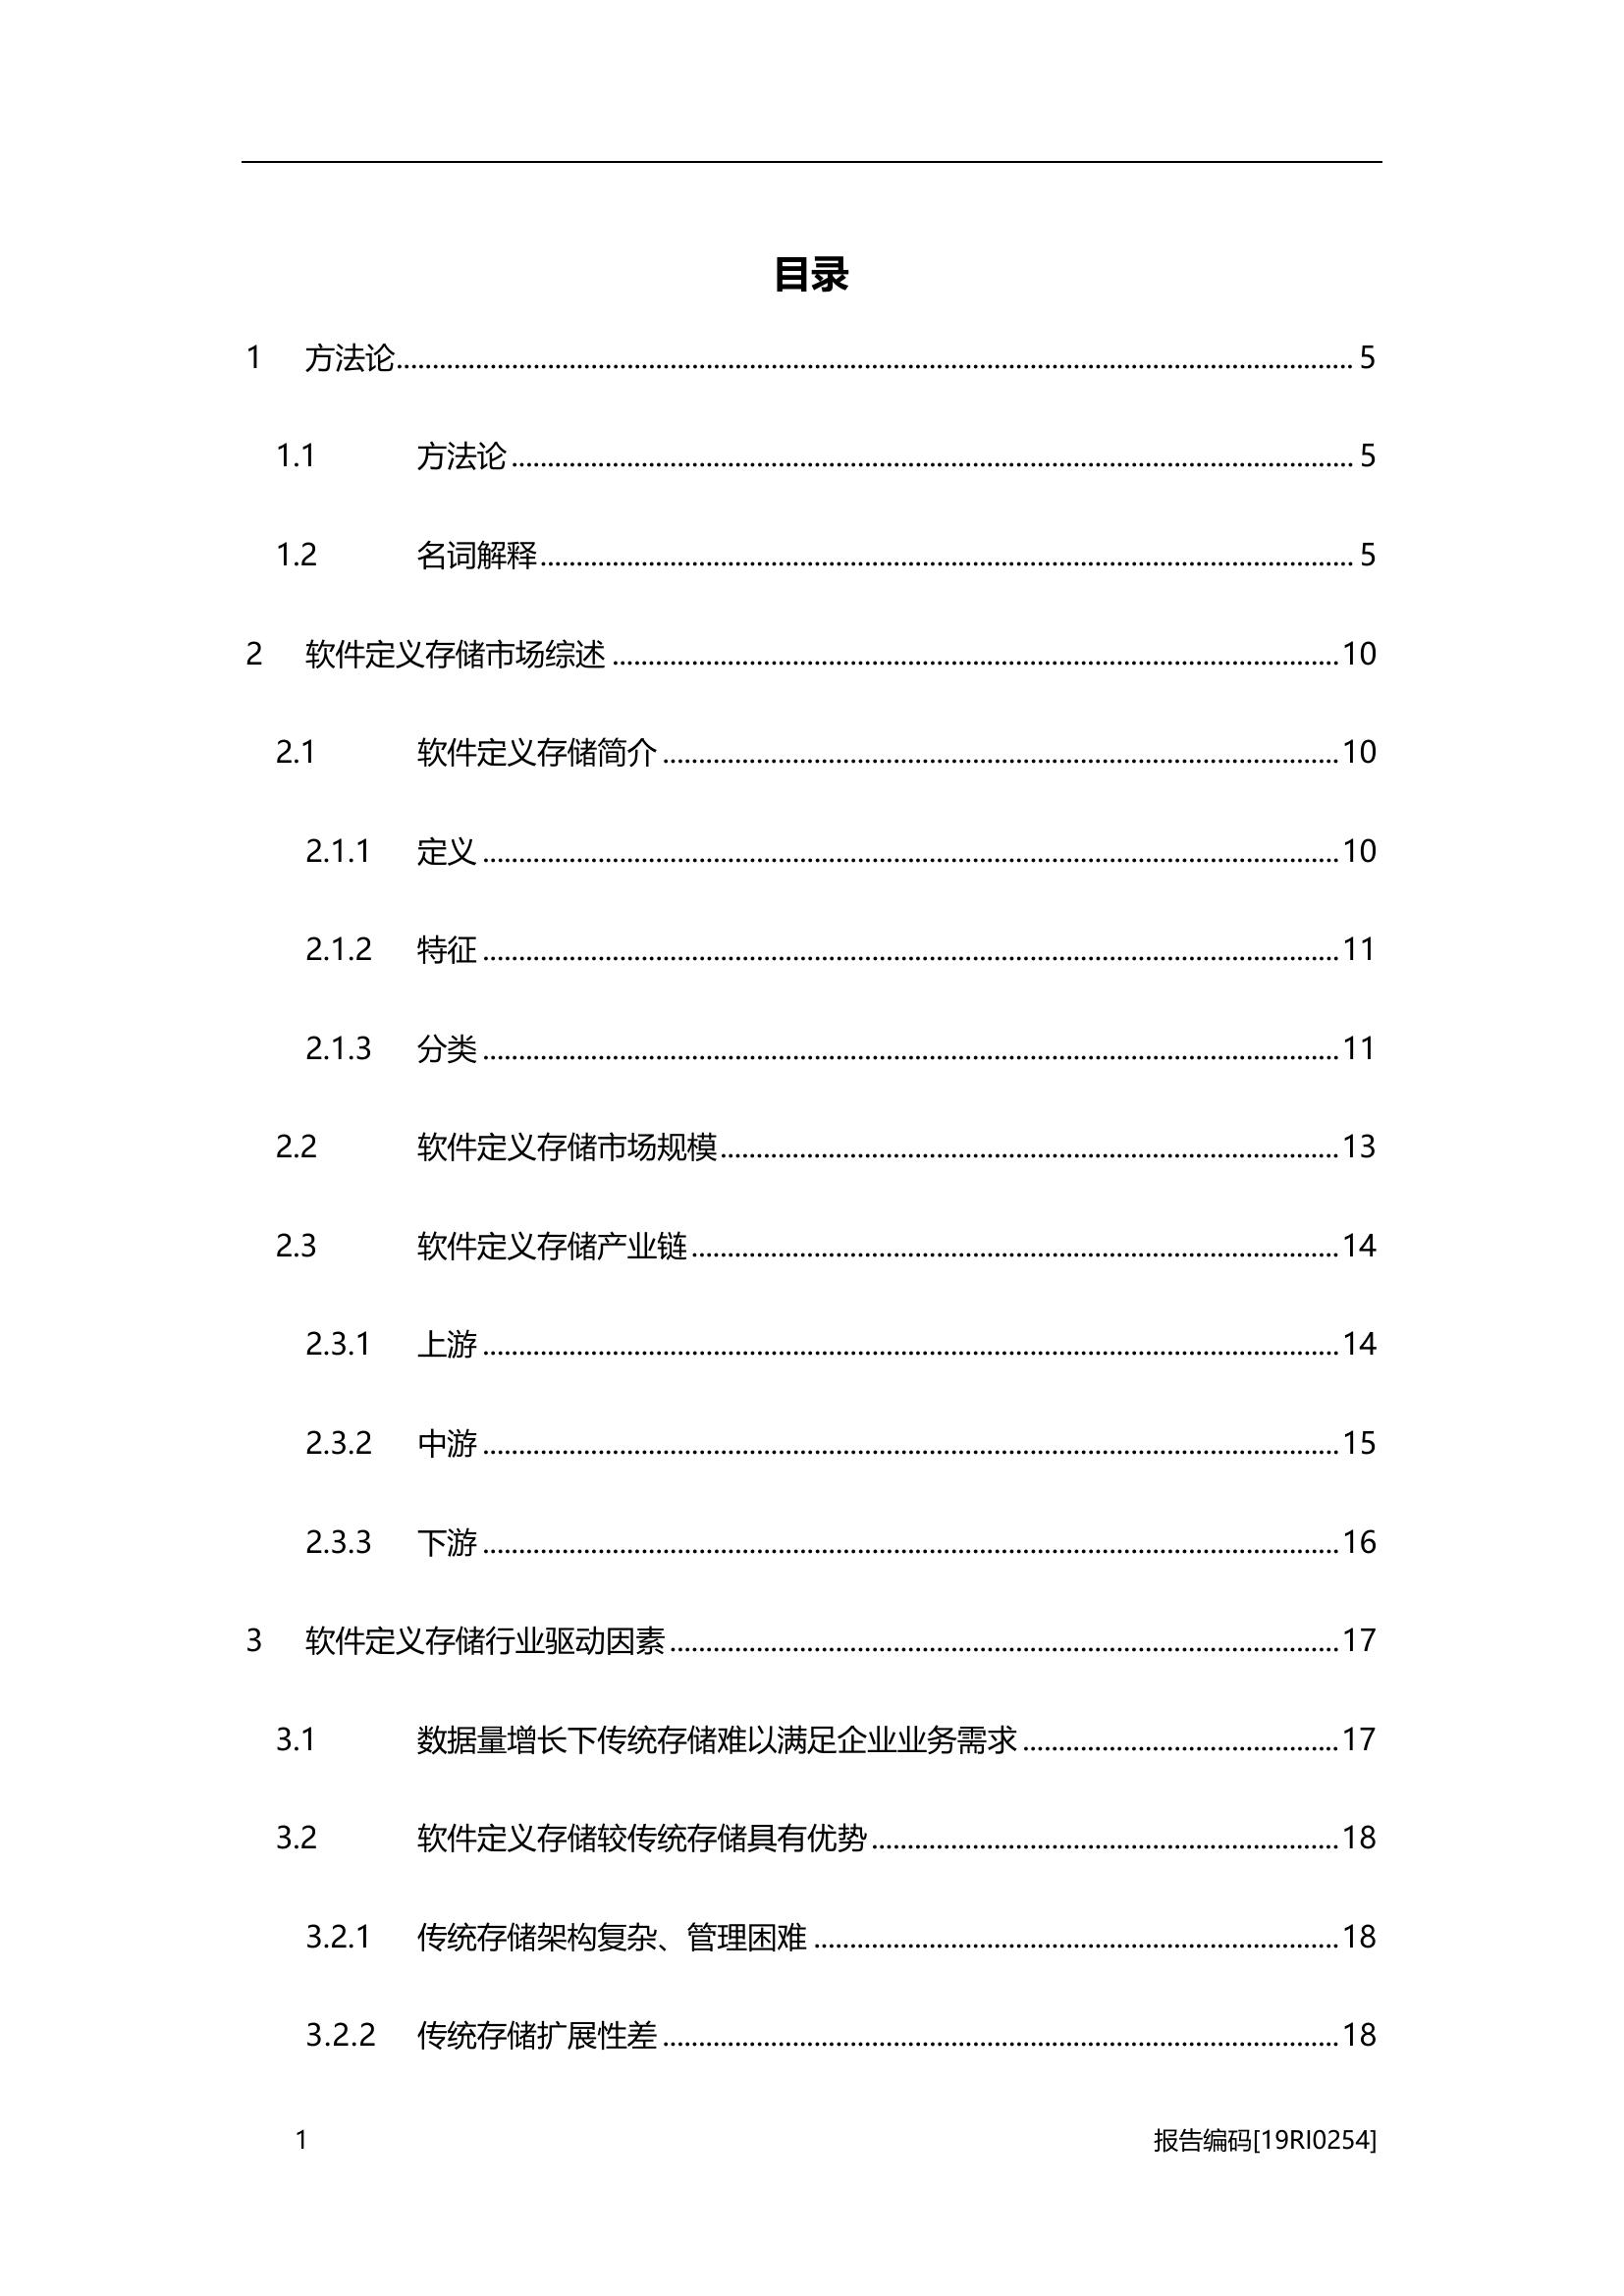 目录
1 方法论 5
1.1 方法论 5
1.2 名词解释 5
2 软件定义存储市场综述 10
2.1 软件定义存储简介 10
2.1.1 定义 10
2.1.2 特征 11
2.1.3 分类 11
2.2 软件定义存储市场规模 13
2.3 软件定义存储产业链 14
2.3.1 上游 14
2.3.2 中游 15
2.3.3 下游 16
3 软件定义存储行业驱动因素 17
3.1 数据量增长下传统存储难以满足企业业务需求 17
3.2 软件定义存储较传统存储具有优势 18
3.2.1 传统存储架构复杂、管理困难 18
3.2.2 传统存储扩展性差 18
1 报告编码[19RI0254]